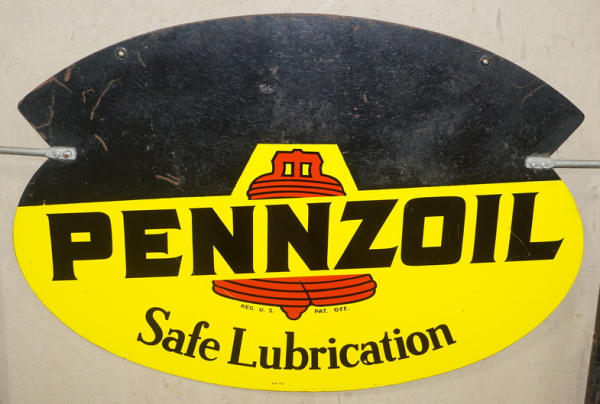 PENNZOIL
REG. U. S. PAT. OFF.
Safe Lubrication